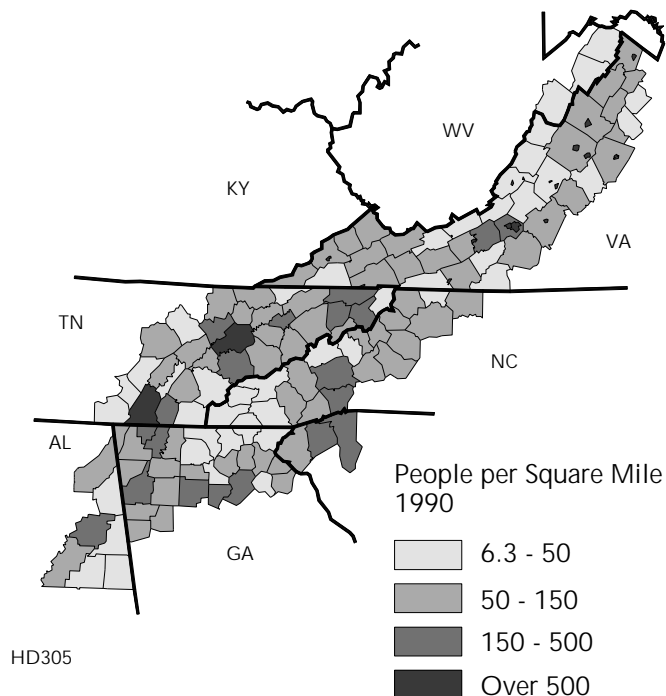 WV
KY
VA
TN
NC
AL
People per Square Mile
1990
GA
6.3 - 50
50 - 150
150 - 500
HD305
Over 500